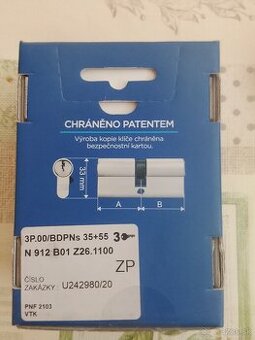 CHRÁNĚNO PATENTEM
Výroba kopie klíče chráněna
bezpečnostní kartou.
33 mm
A B
3P.00/BDPNs 35+55 3
N 912 B01 Z26.1100
ZP
ČÍSLO
ZAKÁZKY U242980/20
PNF 2103
VTK